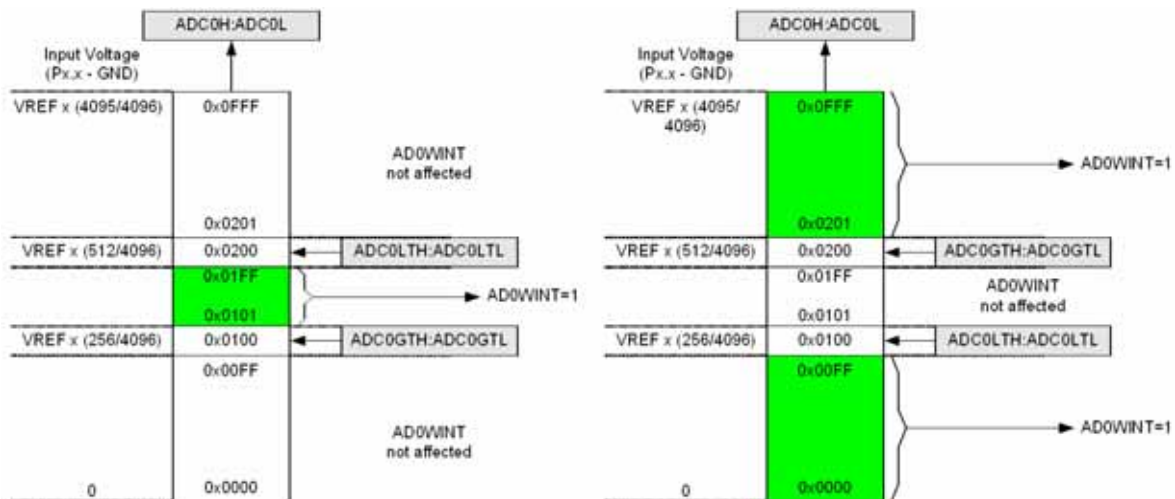 ADC0H:ADC0L
Input Voltage
(Px.x - GND)
VREF x (4095/4096)
0x0FFF
AD0WINT
not affected
0x0201
VREF x (512/4096)
0x0200
ADC0LTH:ADC0LTL
0x01FF
AD0WINT=1
0x0101
VREF x (256/4096)
0x0100
ADC0GTH:ADC0GTL
0x00FF
AD0WINT
not affected
0
0x0000
ADC0H:ADC0L
Input Voltage
(Px.x - GND)
VREF x (4095/
4096)
0x0FFF
AD0WINT=1
0x0201
VREF x (512/4096)
0x0200
ADC0GTH:ADC0GTL
0x01FF
AD0WINT
not affected
0x0101
VREF x (256/4096)
0x0100
ADC0LTH:ADC0LTL
0x00FF
AD0WINT=1
0
0x0000